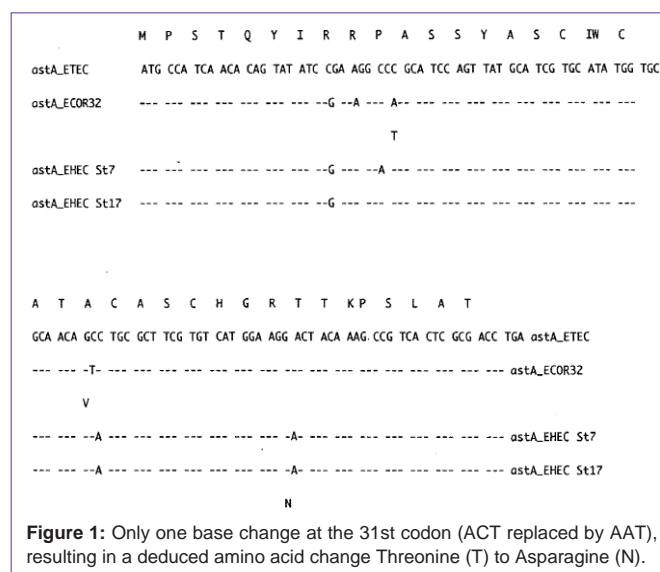 M P S T Q Y I R R P A S S Y A S C IW C
astA_ETEC ATG CCA TCA ACA CAG TAT ATC CGA AGG CCC GCA TCC AGT TAT GCA TCG TGC ATA TGG TGC
astA_ECOR32 --- --- --- --- --- --- --- --G --A --- A-- --- --- --- --- --- --- --- --- ---
T
astA_EHEC St7 --- --- --- --- --- --- --- --G --- --A --- --- --- --- --- --- --- --- --- ---
astA_EHEC St17 --- --- --- --- --- --- --- --G --- --- --- --- --- --- --- --- --- --- --- ---
A T A C A S C H G R T T K P S L A T
GCA ACA GCC TGC GCT TCG TGT CAT GGA AGG ACT ACA AAG CCG TCA CTC GCG ACC TGA astA_ETEC
--- --- -T- --- --- --- --- --- --- --- --- --- --- --- --- --- --- --- --- astA_ECOR32
V
--- --- --A --- --- --- --- --- --- --- -A- --- --- --- --- --- --- --- --- astA_EHEC St7
--- --- --A --- --- --- --- --- --- --- -A- --- --- --- --- --- --- --- --- astA_EHEC St17
N
Figure 1: Only one base change at the 31st codon (ACT replaced by AAT),
resulting in a deduced amino acid change Threonine (T) to Asparagine (N).